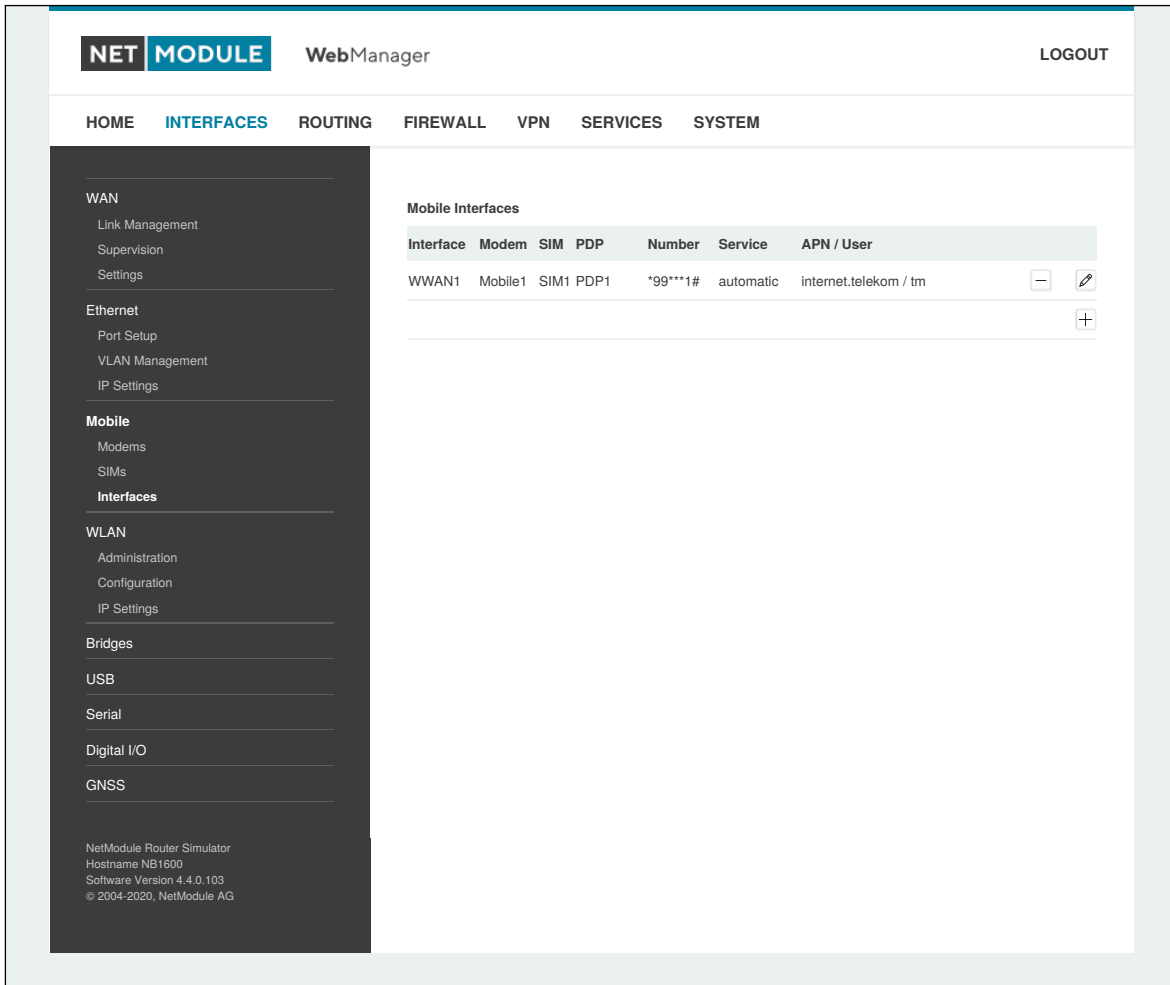 NET MODULE WebManager LOGOUT
HOME INTERFACES ROUTING FIREWALL VPN SERVICES SYSTEM
WAN
Link Management
Supervision
Settings
Ethernet
Port Setup
VLAN Management
IP Settings
Mobile
Modems
SIMs
Interfaces
WLAN
Administration
Configuration
IP Settings
Bridges
USB
Serial
Digital I/O
GNSS
NetModule Router Simulator
Hostname NB1600
Software Version 4.4.0.103
© 2004-2020, NetModule AG
Mobile Interfaces
Interface Modem SIM PDP Number Service APN / User
WWAN1 Mobile1 SIM1 PDP1 *99***1# automatic internet.telekom / tm